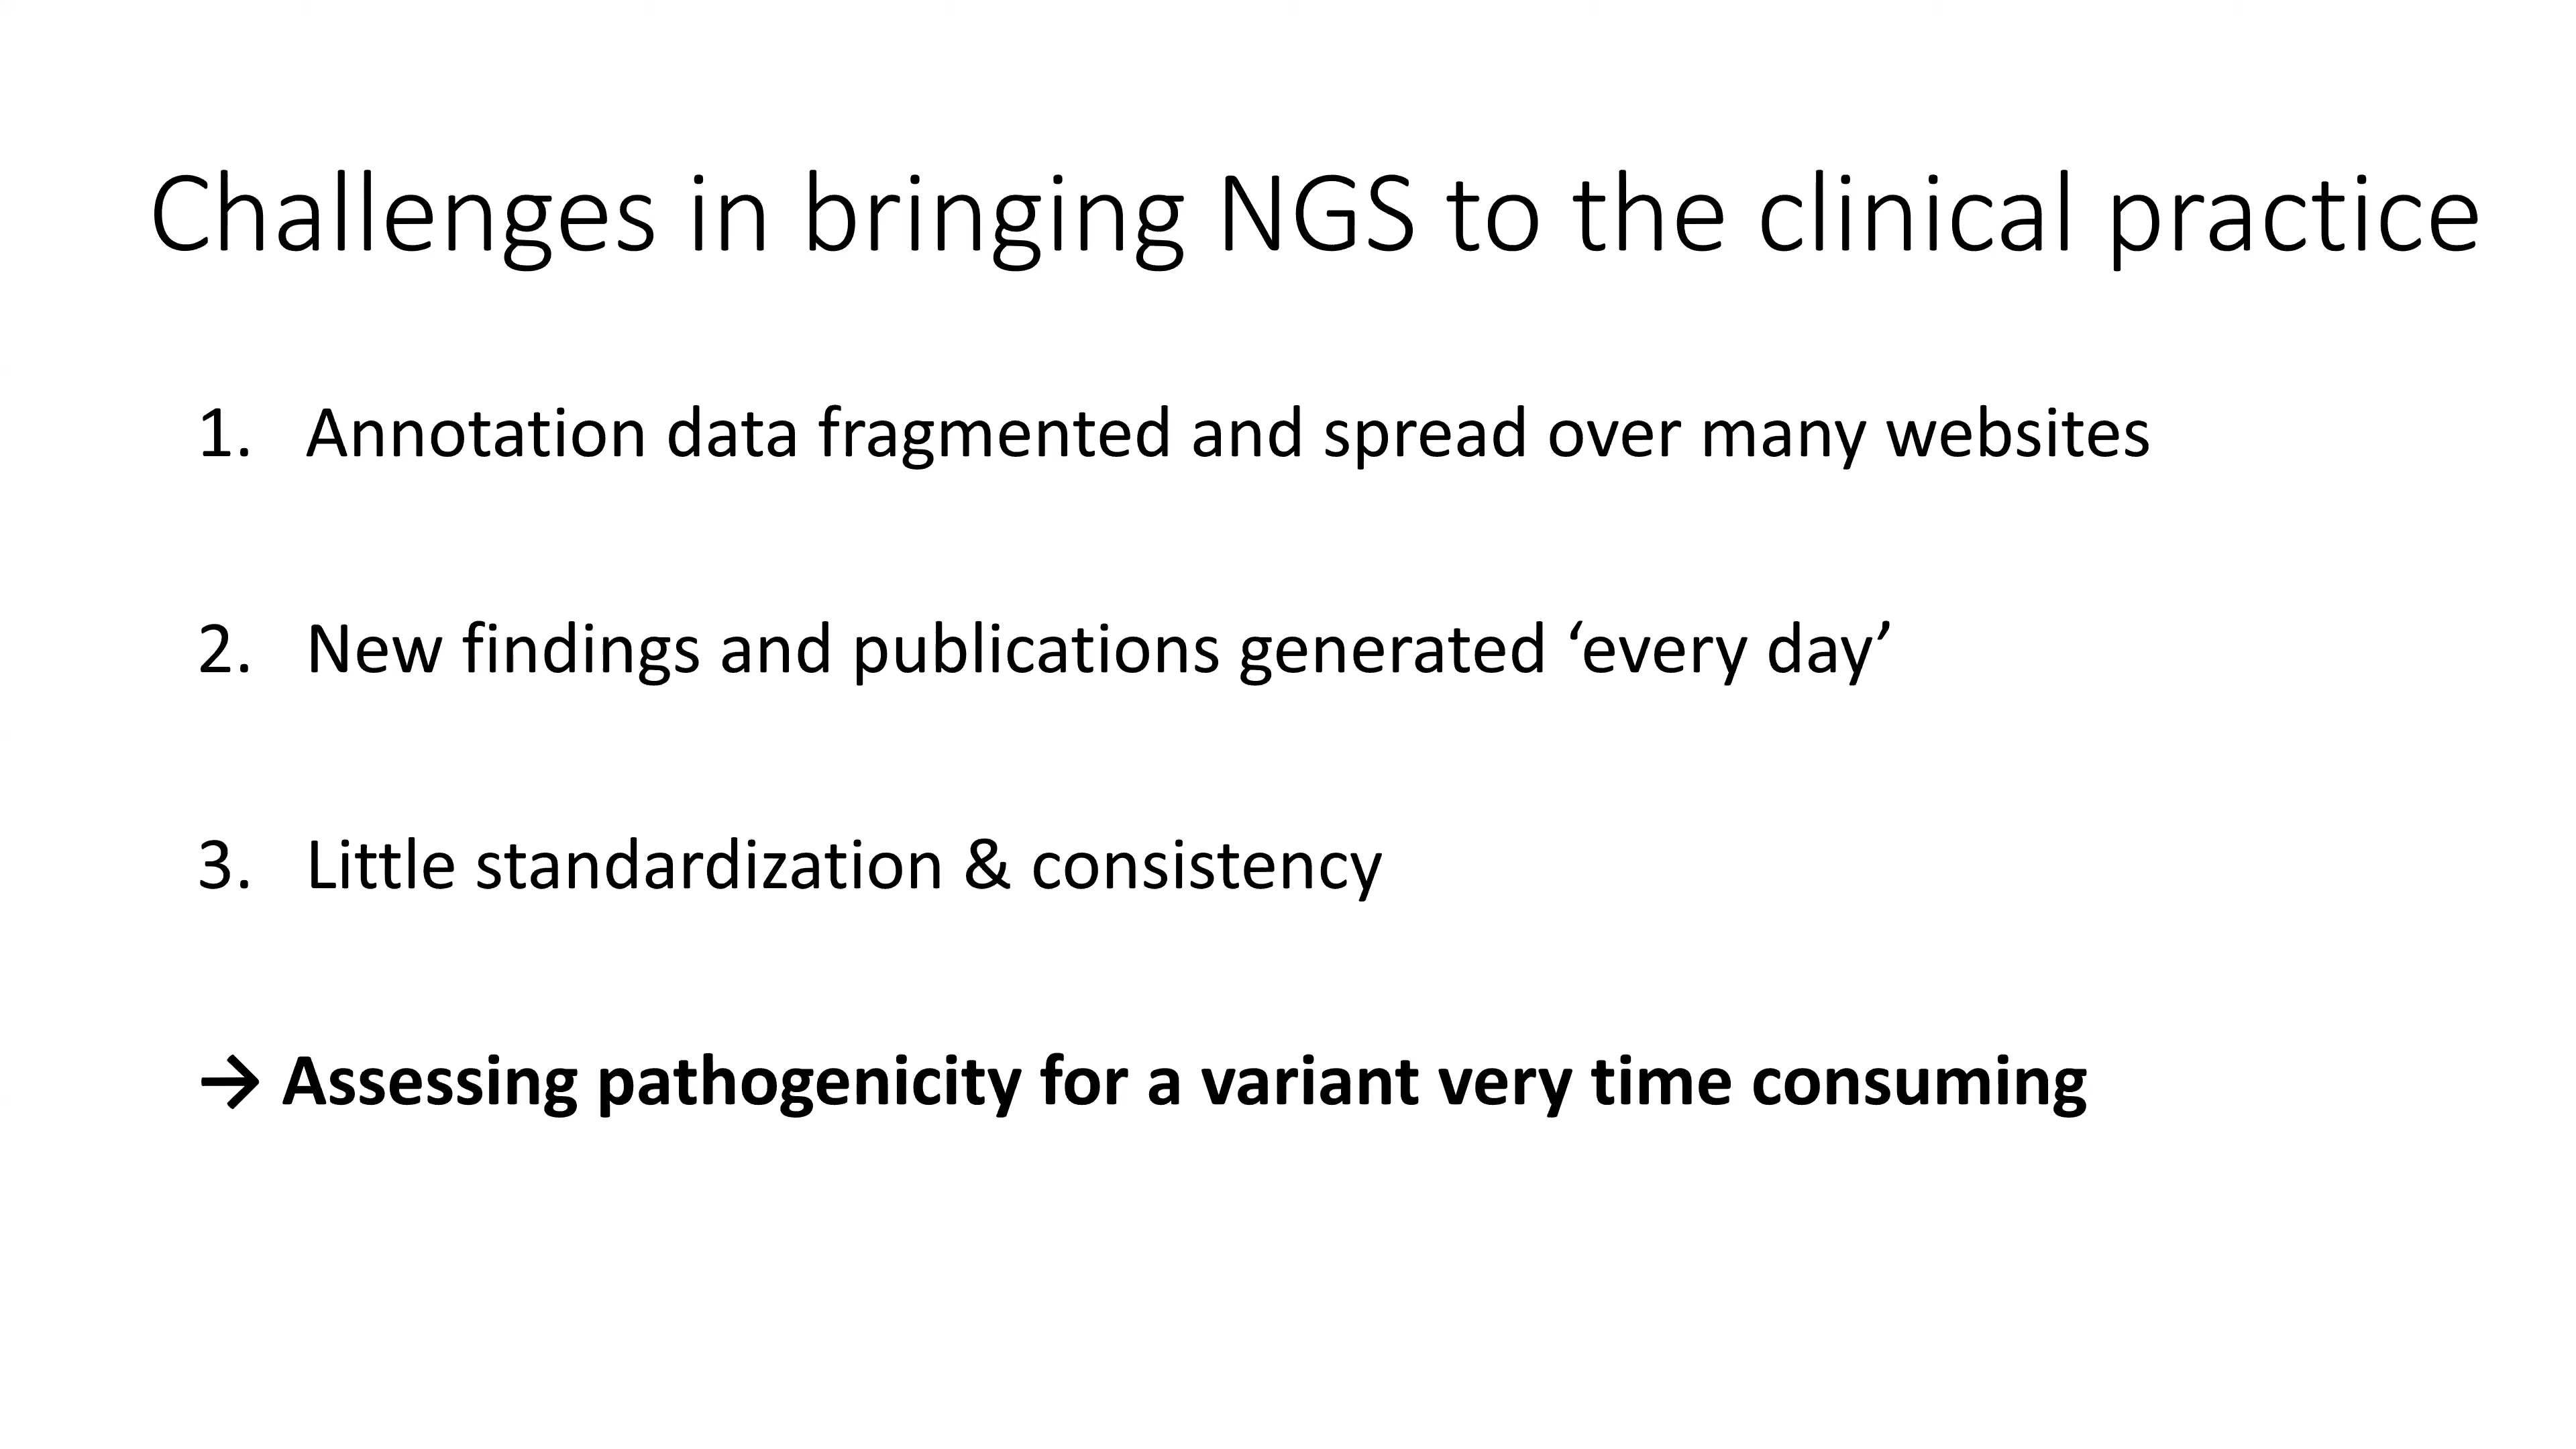 Challenges in bringing NGS to the clinical practice
1. Annotation data fragmented and spread over many websites
2. New findings and publications generated ‘every day’
3. Little standardization & consistency
→ Assessing pathogenicity for a variant very time consuming